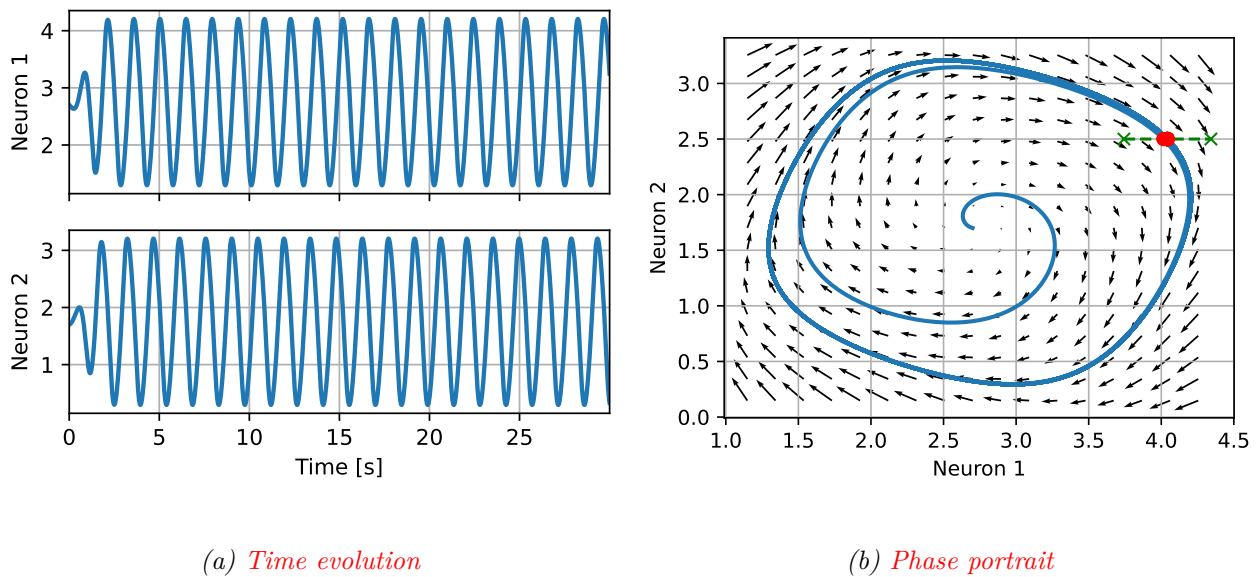 4
3
2
Neuron 1
3
2
1
Neuron 2
0 5 10 15 20 25
Time [s]
3.0
2.5
2.0
1.5
1.0
0.5
0.0
Neuron 2
1.0 1.5 2.0 2.5 3.0 3.5 4.0 4.5
Neuron 1
(a) Time evolution
(b) Phase portrait